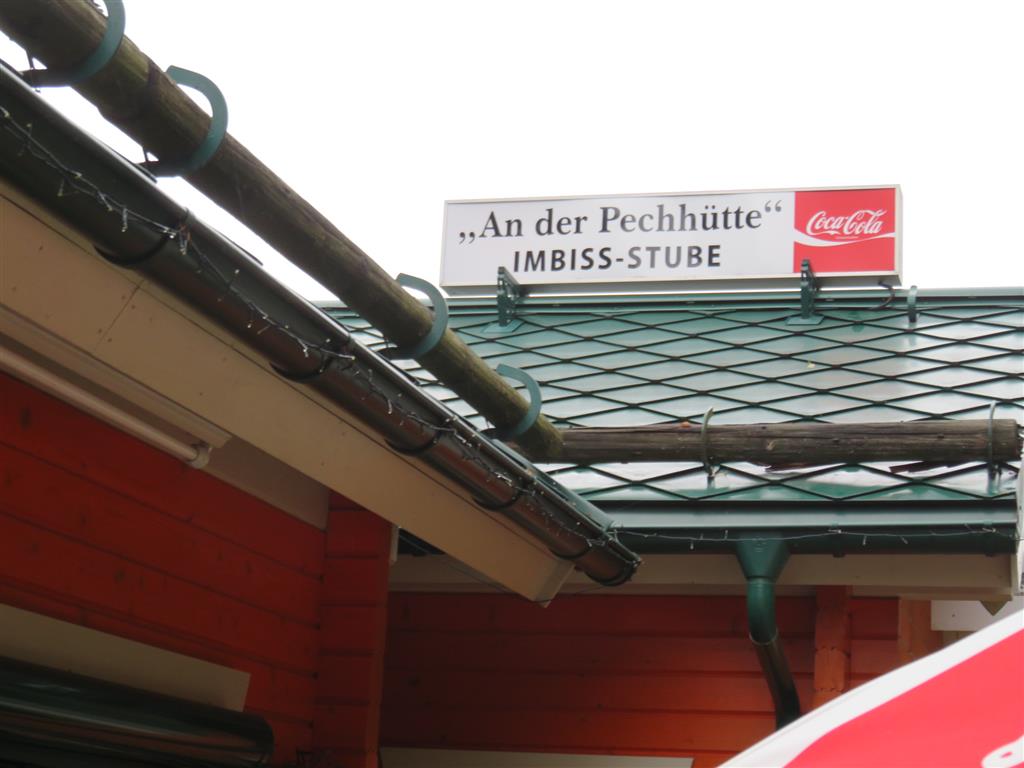 „An der Pechhütte“
IMBISS-STUBE
Coca-Cola